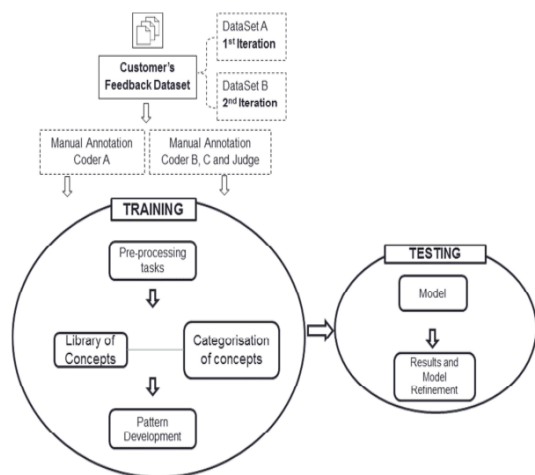 DataSet A
1st Iteration
Customer's
Feedback Dataset
DataSet B
2nd Iteration
Manual Annotation
Coder A
Manual Annotation
Coder B, C and Judge
TRAINING
Pre-processing
tasks
Library of
Concepts
Categorisation
of concepts
Pattern
Development
TESTING
Model
Results and
Model
Refinement